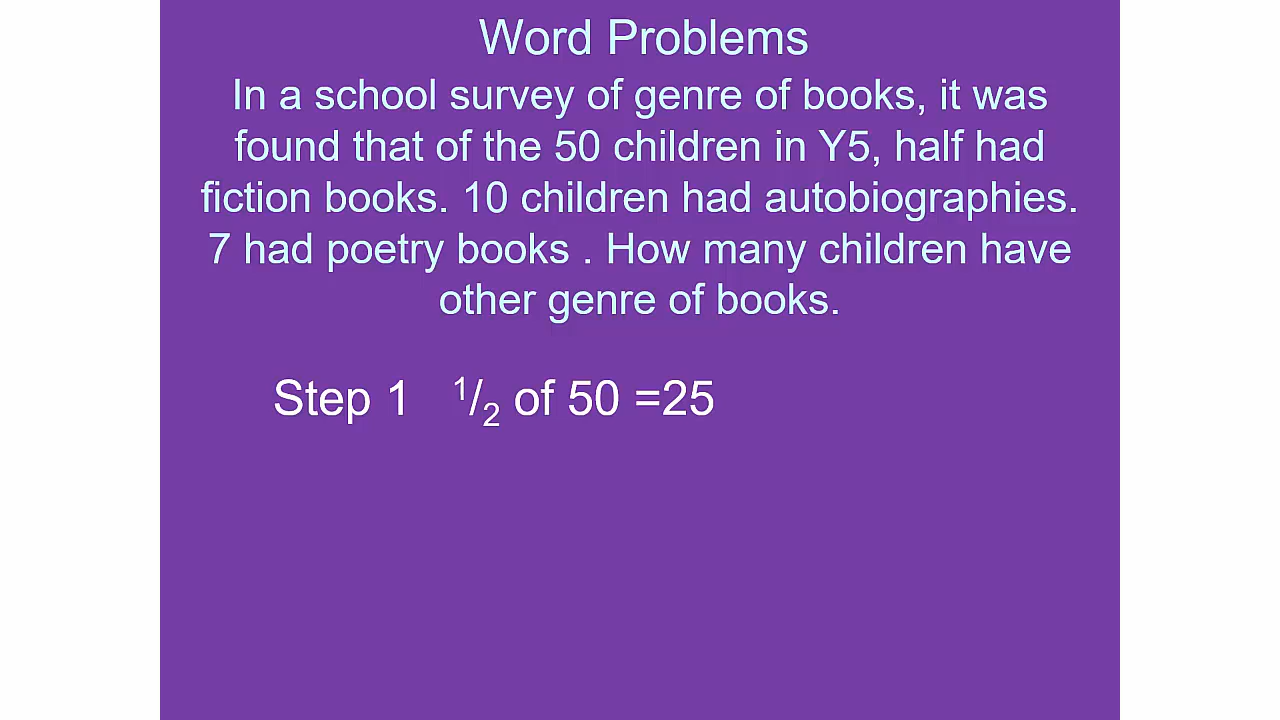 Word Problems
In a school survey of genre of books, it was
found that of the 50 children in Y5, half had
fiction books. 10 children had autobiographies.
7 had poetry books . How many children have
other genre of books.
Step 1 1/2 of 50 =25